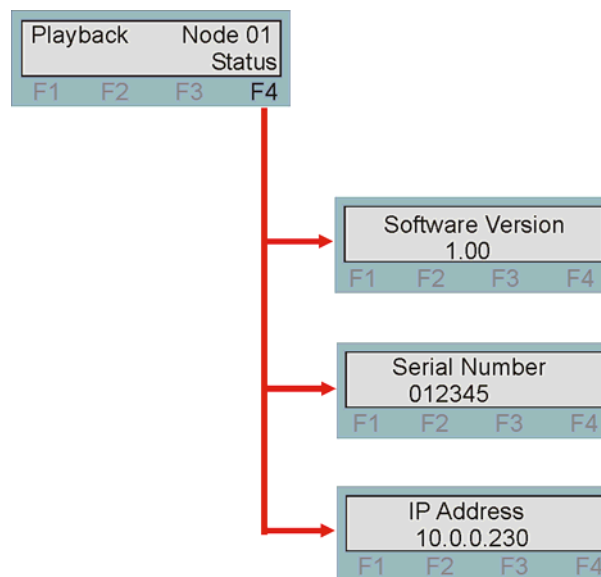 Playback Node 01
Status
F1 F2 F3 F4
Software Version
1.00
F1 F2 F3 F4
Serial Number
012345
F1 F2 F3 F4
IP Address
10.0.0.230
F1 F2 F3 F4